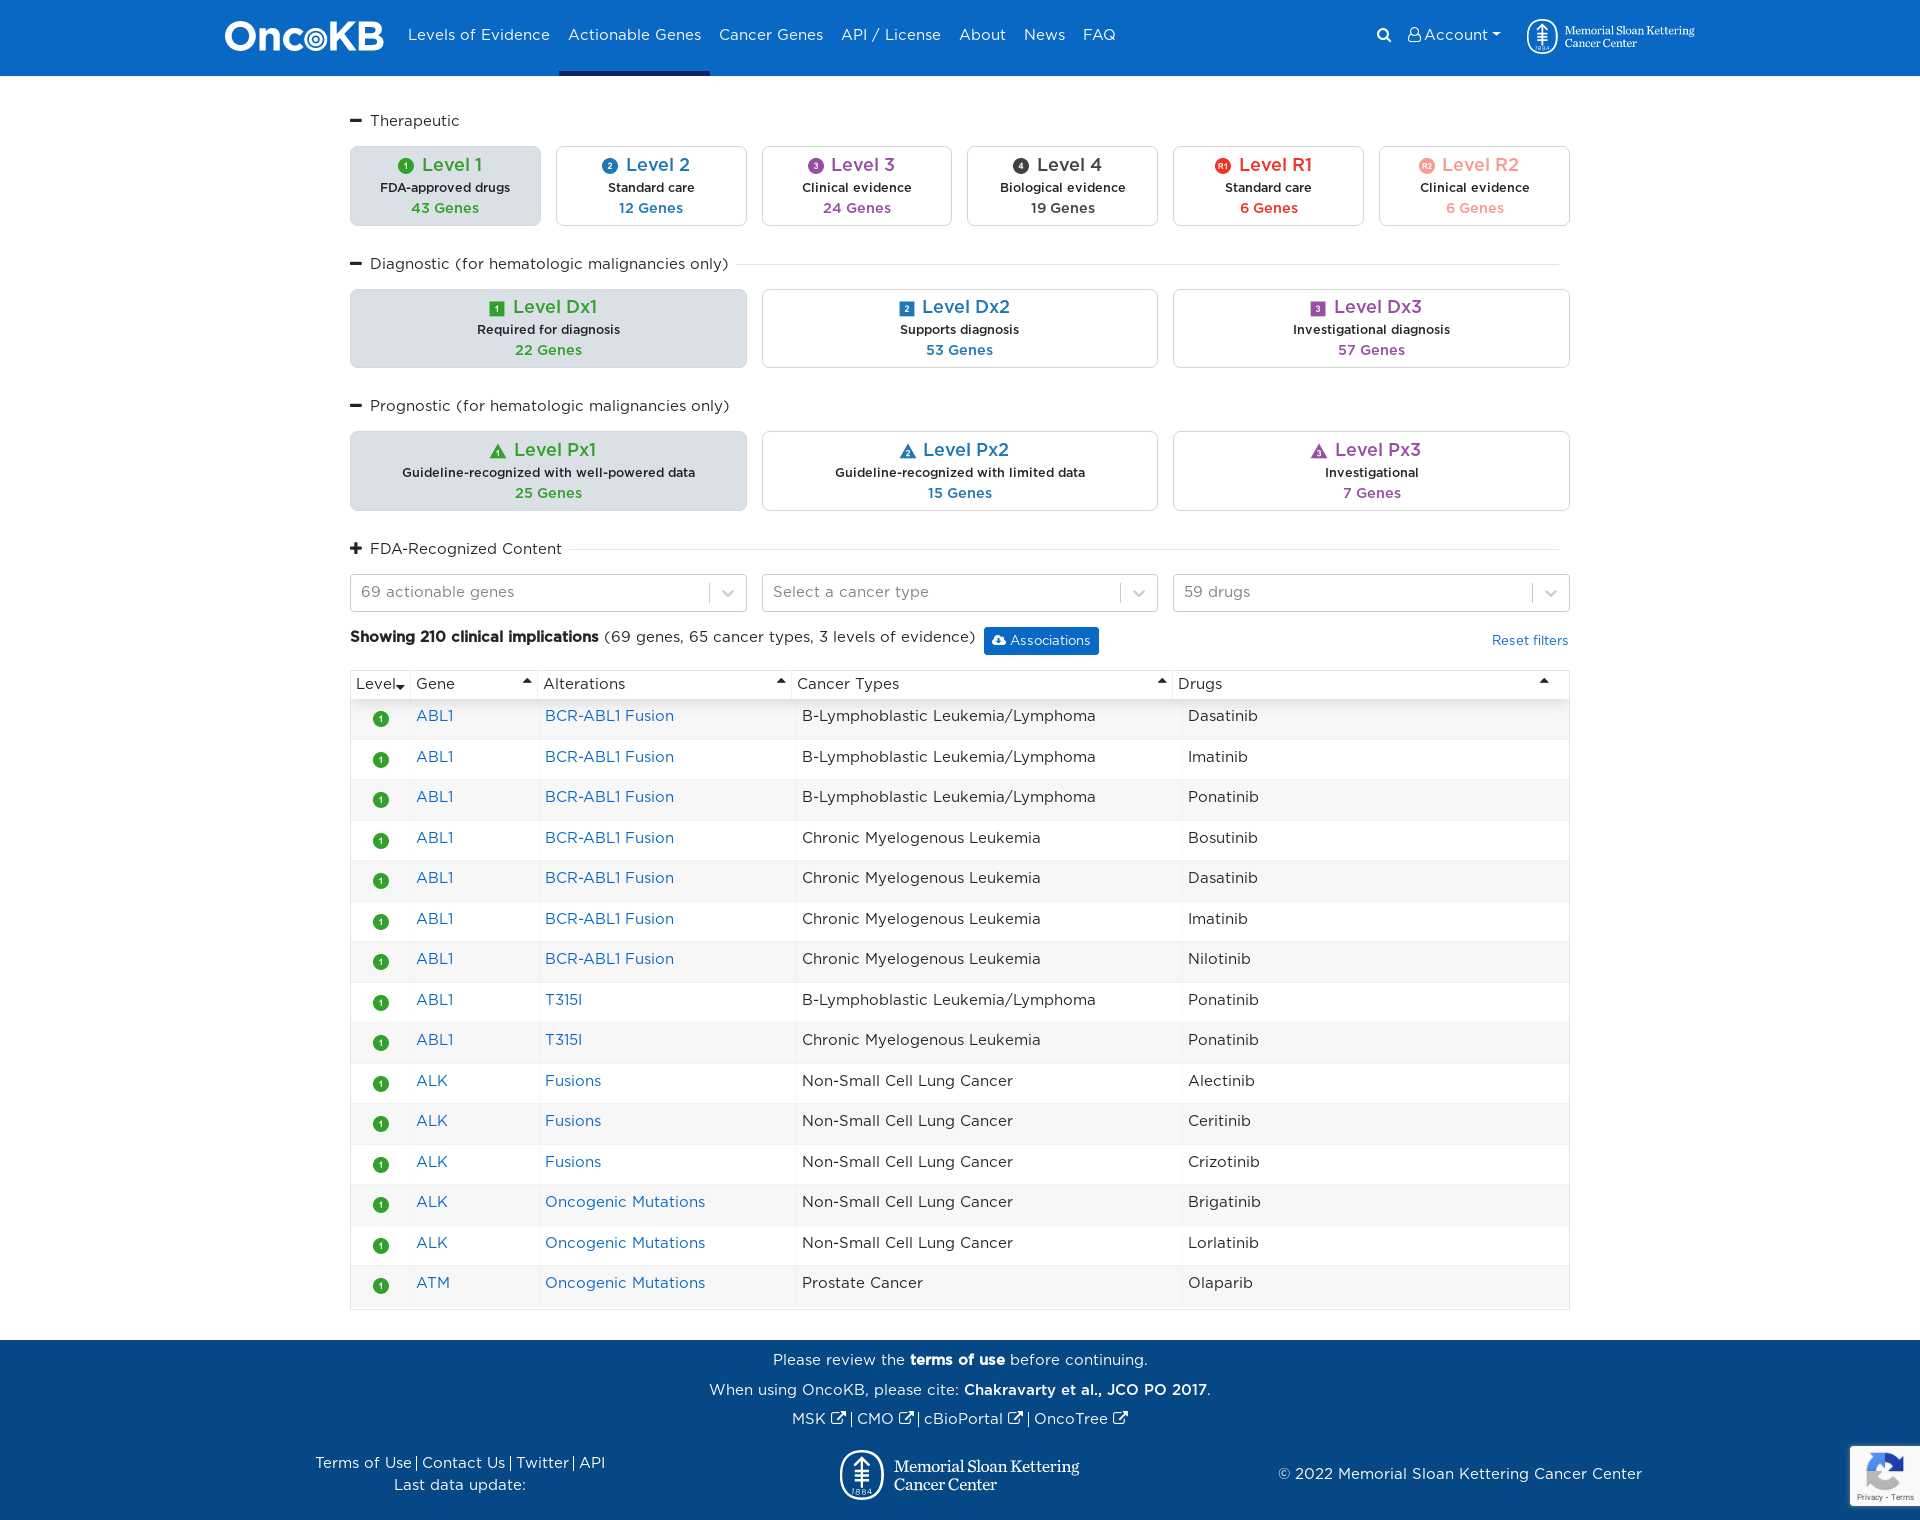 OncoKB Levels of Evidence Actionable Genes Cancer Genes API / License About News FAQ Account Memorial Sloan Kettering
Cancer Center
1884
Therapeutic
1 Level 1
FDA-approved drugs
43 Genes
2 Level 2
Standard care
12 Genes
3 Level 3
Clinical evidence
24 Genes
4 Level 4
Biological evidence
19 Genes
R1 Level R1
Standard care
6 Genes
R2 Level R2
Clinical evidence
6 Genes
Diagnostic (for hematologic malignancies only)
1 Level Dx1
Required for diagnosis
22 Genes
2 Level Dx2
Supports diagnosis
53 Genes
3 Level Dx3
Investigational diagnosis
57 Genes
Prognostic (for hematologic malignancies only)
1 Level Px1
Guideline-recognized with well-powered data
25 Genes
2 Level Px2
Guideline-recognized with limited data
15 Genes
3 Level Px3
Investigational
7 Genes
FDA-Recognized Content
69 actionable genes Select a cancer type 59 drugs
Showing 210 clinical implications (69 genes, 65 cancer types, 3 levels of evidence) Associations Reset filters
Level Gene Alterations Cancer Types Drugs
1 ABL1 BCR-ABL1 Fusion B-Lymphoblastic Leukemia/Lymphoma Dasatinib
1 ABL1 BCR-ABL1 Fusion B-Lymphoblastic Leukemia/Lymphoma Imatinib
1 ABL1 BCR-ABL1 Fusion B-Lymphoblastic Leukemia/Lymphoma Ponatinib
1 ABL1 BCR-ABL1 Fusion Chronic Myelogenous Leukemia Bosutinib
1 ABL1 BCR-ABL1 Fusion Chronic Myelogenous Leukemia Dasatinib
1 ABL1 BCR-ABL1 Fusion Chronic Myelogenous Leukemia Imatinib
1 ABL1 BCR-ABL1 Fusion Chronic Myelogenous Leukemia Nilotinib
1 ABL1 T315I B-Lymphoblastic Leukemia/Lymphoma Ponatinib
1 ABL1 T315I Chronic Myelogenous Leukemia Ponatinib
1 ALK Fusions Non-Small Cell Lung Cancer Alectinib
1 ALK Fusions Non-Small Cell Lung Cancer Ceritinib
1 ALK Fusions Non-Small Cell Lung Cancer Crizotinib
1 ALK Oncogenic Mutations Non-Small Cell Lung Cancer Brigatinib
1 ALK Oncogenic Mutations Non-Small Cell Lung Cancer Lorlatinib
1 ATM Oncogenic Mutations Prostate Cancer Olaparib
Please review the terms of use before continuing.
When using OncoKB, please cite: Chakravarty et al., JCO PO 2017.
MSK | CMO | cBioPortal | OncoTree
Terms of Use | Contact Us | Twitter | API
Last data update:
Memorial Sloan Kettering
Cancer Center
1884
© 2022 Memorial Sloan Kettering Cancer Center
Privacy - Terms